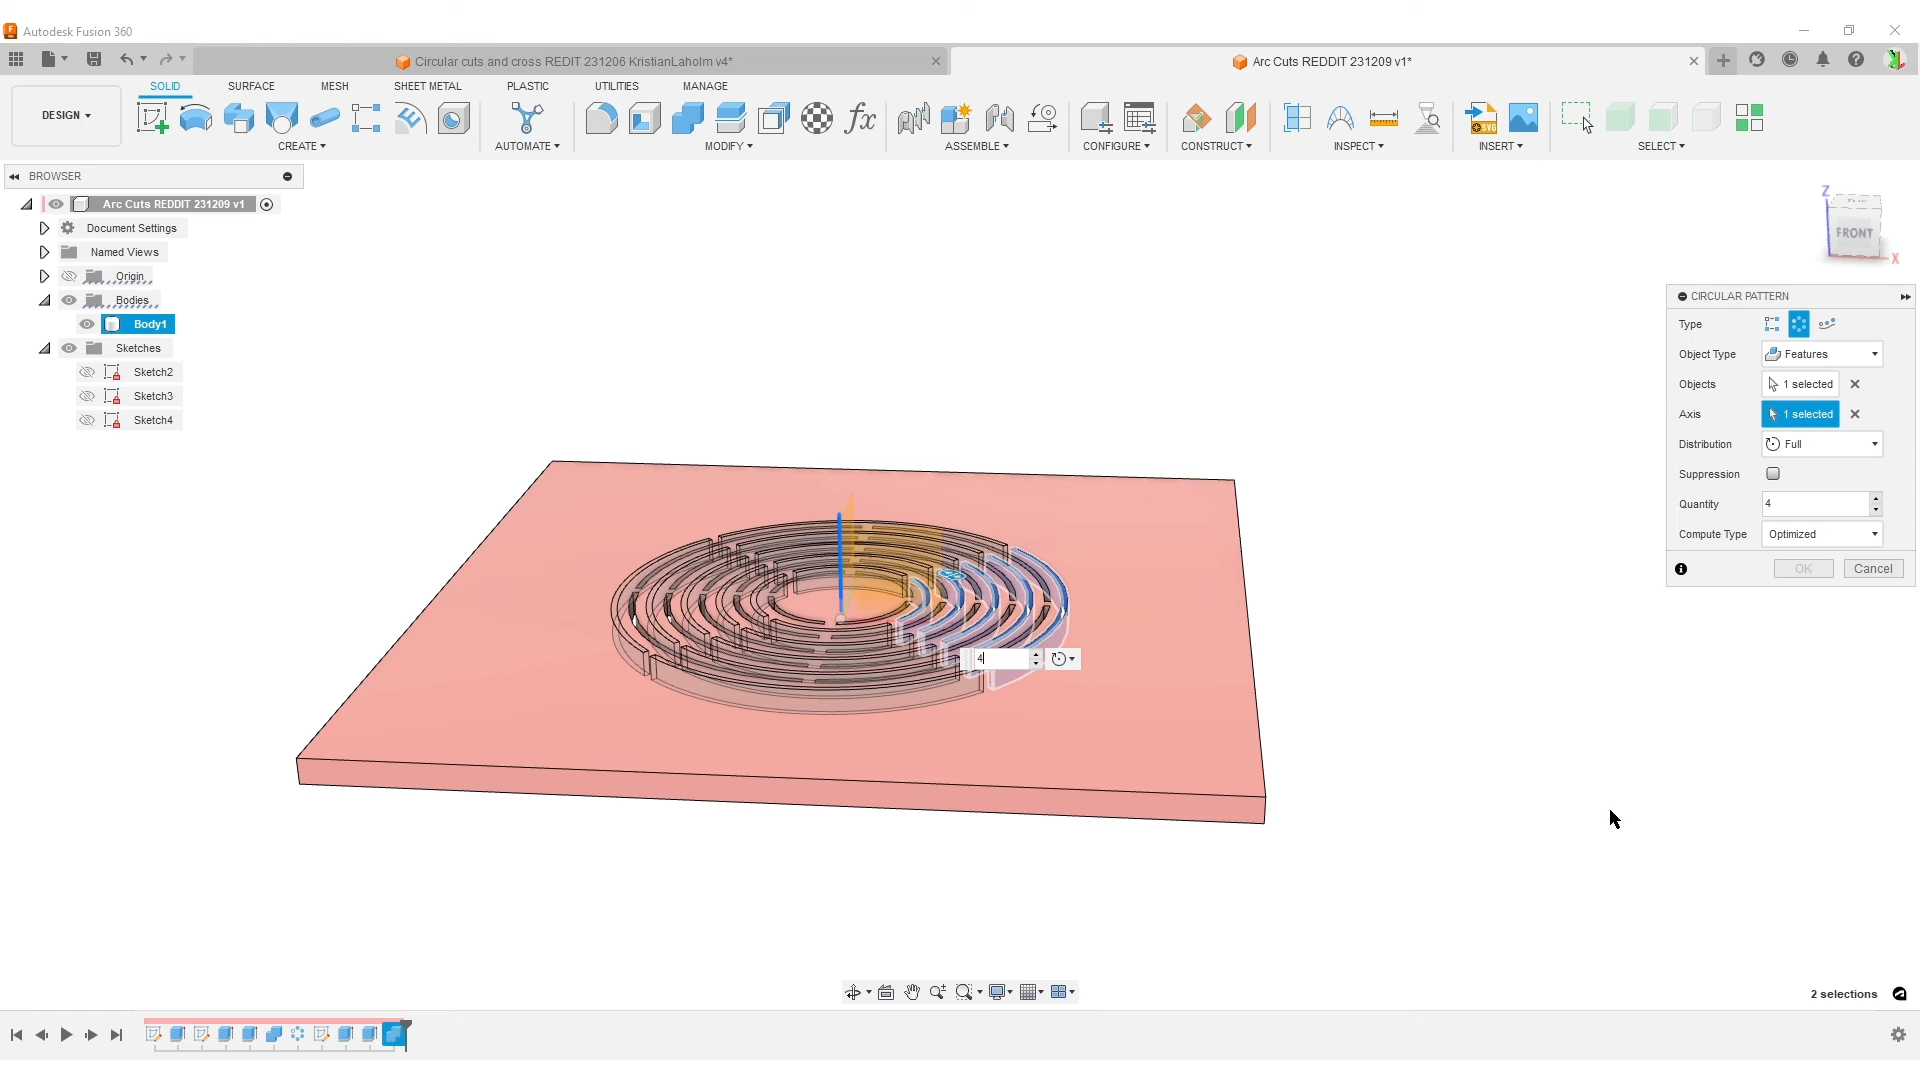 Autodesk Fusion 360
Circular cuts and cross REDIT 231206 KristianLaholm v4*
Arc Cuts REDDIT 231209 v1*
SOLID SURFACE MESH SHEET METAL PLASTIC UTILITIES MANAGE
DESIGN
CREATE AUTOMATE MODIFY ASSEMBLE CONFIGURE CONSTRUCT INSPECT INSERT SELECT
BROWSER
Arc Cuts REDDIT 231209 v1
Document Settings
Named Views
Origin
Bodies
Body1
Sketches
Sketch2
Sketch3
Sketch4
Z
FRONT
X
CIRCULAR PATTERN
Type
Object Type Features
Objects 1 selected
Axis 1 selected
Distribution Full
Suppression
Quantity 4
Compute Type Optimized
OK Cancel
4
2 selections